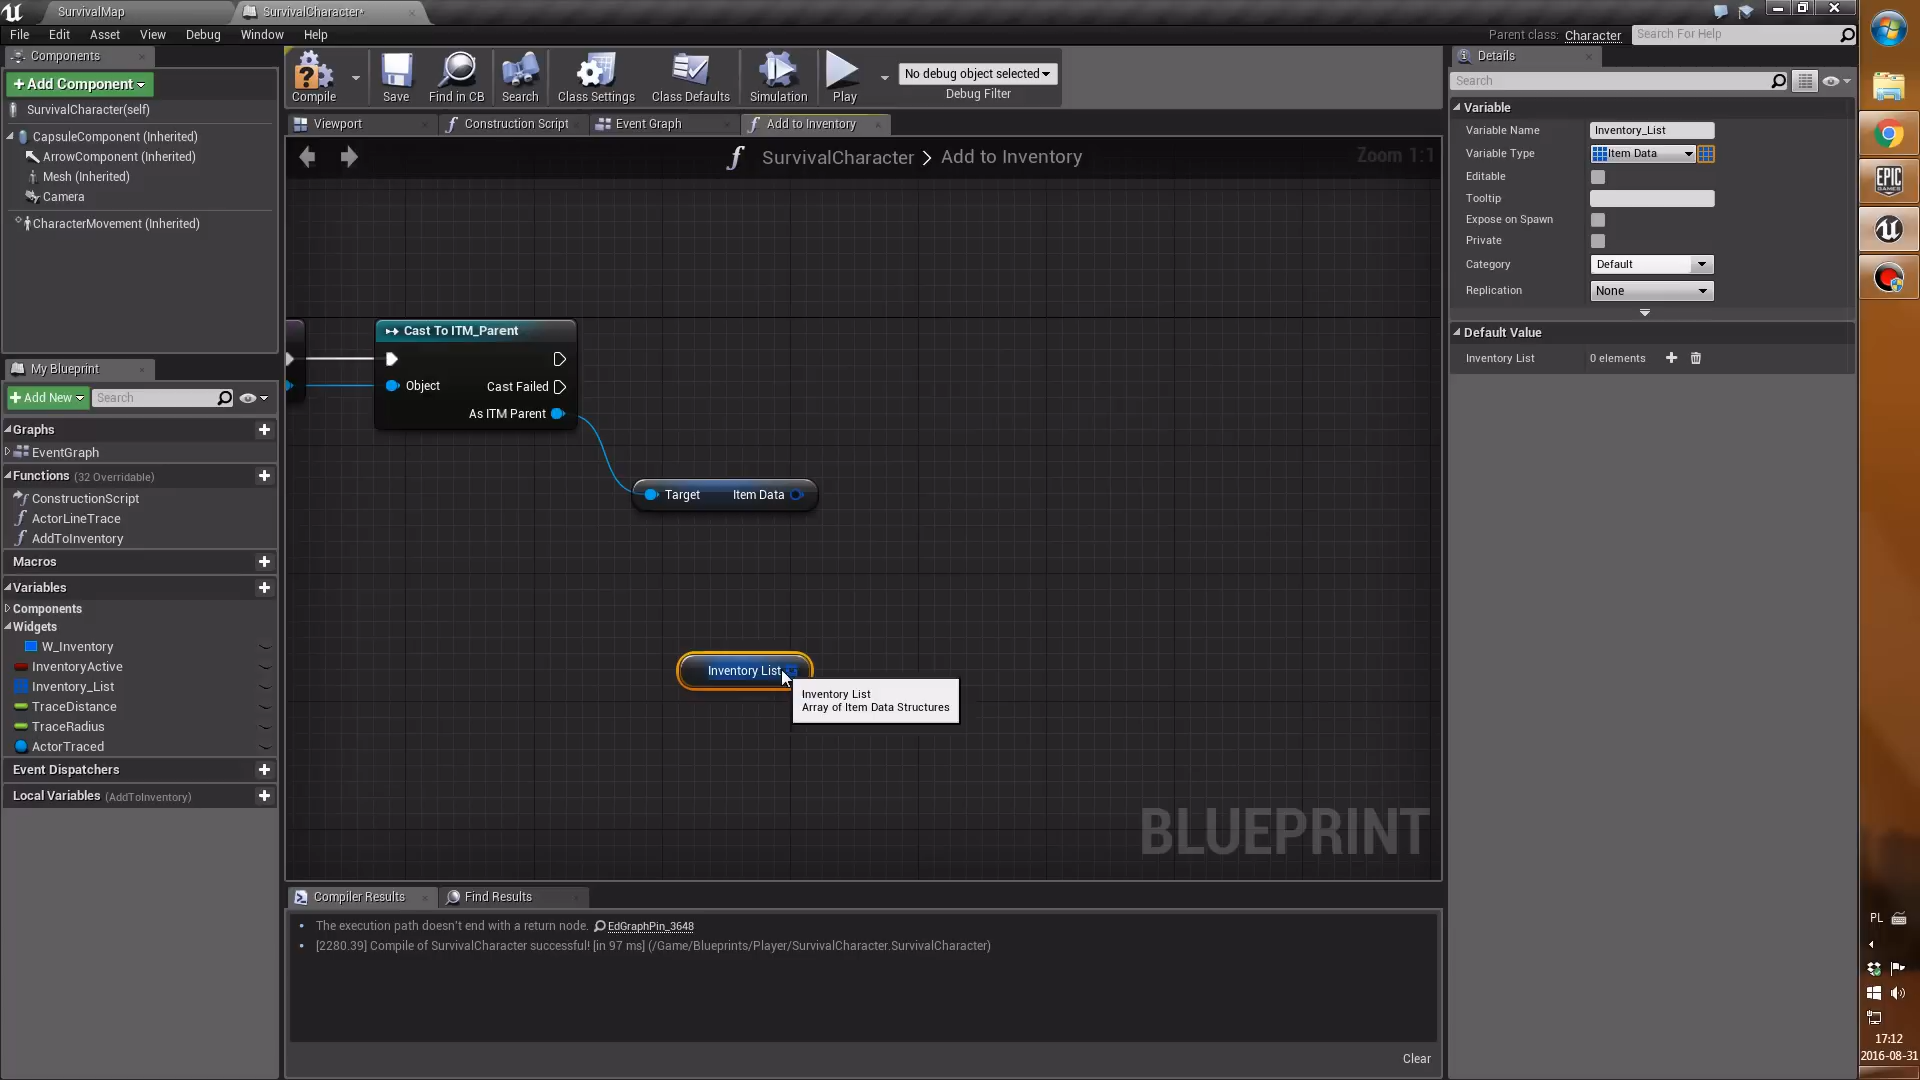 SurvivalMap
SurvivalCharacter*
File Edit Asset View Debug Window Help
Parent class: Character
Search For Help
Components
+Add Component
SurvivalCharacter(self)
CapsuleComponent (Inherited)
ArrowComponent (Inherited)
Mesh (Inherited)
Camera
CharacterMovement (Inherited)
My Blueprint
+Add New
Search
Graphs
EventGraph
Functions (32 Overridable)
ConstructionScript
ActorLineTrace
AddToInventory
Macros
Variables
Components
Widgets
W_Inventory
InventoryActive
Inventory_List
TraceDistance
TraceRadius
ActorTraced
Event Dispatchers
Local Variables (AddToInventory)
Compile
Save
Find in CB
Search
Class Settings
Class Defaults
Simulation
Play
No debug object selected
Debug Filter
Viewport
Construction Script
Event Graph
Add to Inventory
SurvivalCharacter > Add to Inventory
Zoom 1:1
Cast To ITM_Parent
Object
Cast Failed
As ITM Parent
Target
Item Data
Inventory List
Inventory List
Array of Item Data Structures
BLUEPRINT
Compiler Results
Find Results
• The execution path doesn't end with a return node. EdGraphPin_3648
• [2280.39] Compile of SurvivalCharacter successful! [in 97 ms] (/Game/Blueprints/Player/SurvivalCharacter.SurvivalCharacter)
Clear
Details
Search
Variable
Variable Name
Inventory_List
Variable Type
Item Data
Editable
Tooltip
Expose on Spawn
Private
Category
Default
Replication
None
Default Value
Inventory List
0 elements
EPIC
GAMES
PL
17:12
2016-08-31